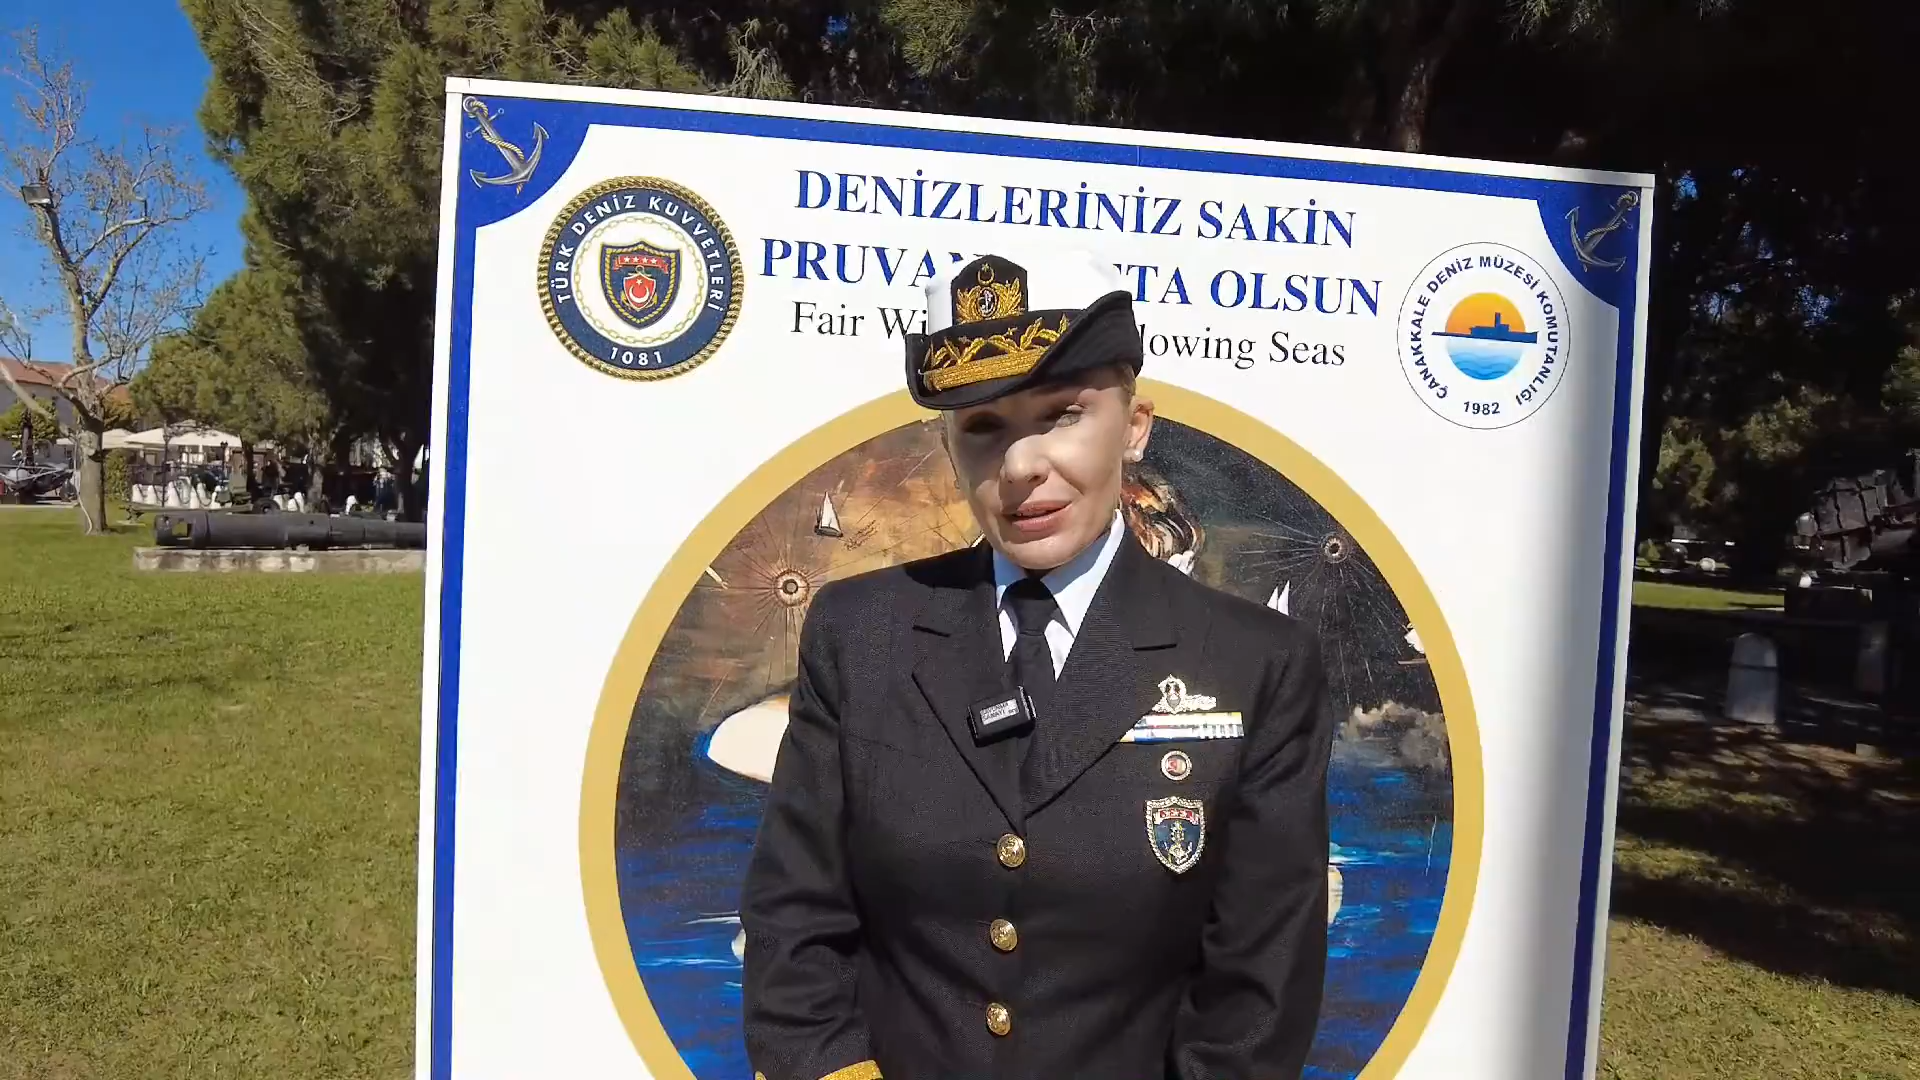 DENİZLERİNİZ SAKİN
PRUVAN TA OLSUN
Fair Wi lowing Seas
TÜRK DENİZ KUVVETLERİ
1081
ÇANAKKALE DENİZ MÜZESİ KOMUTANLIĞI
1982